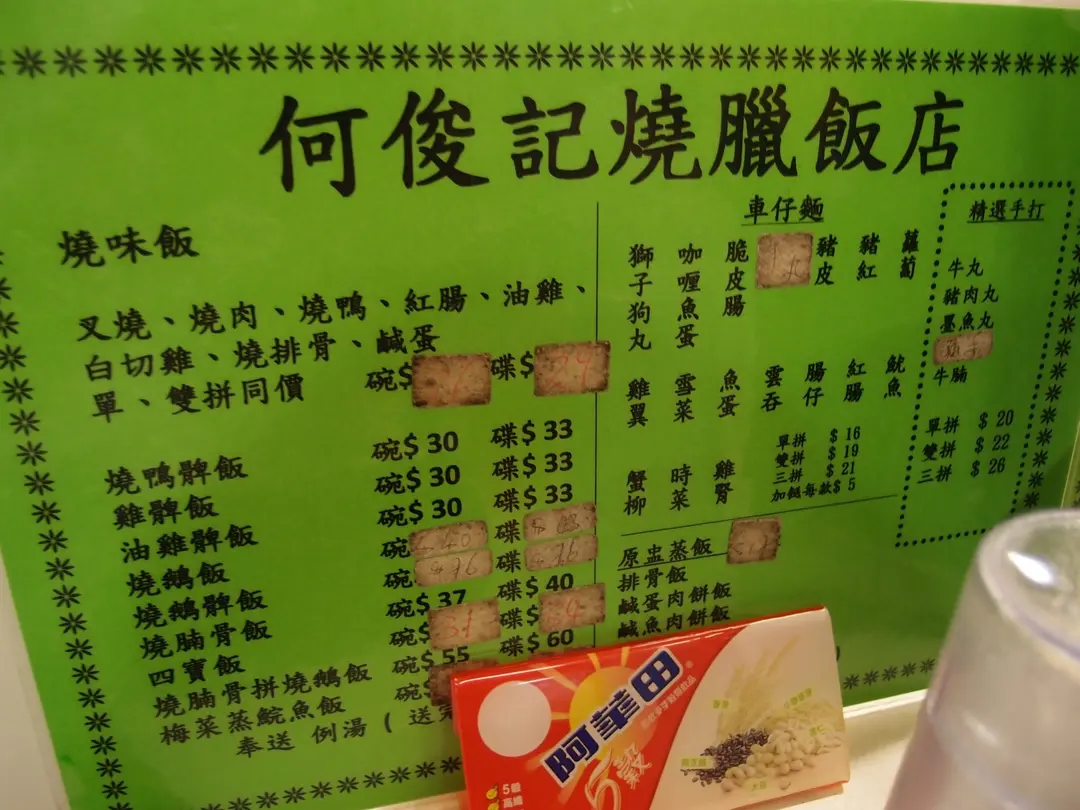 何俊記燒臘飯店
燒味飯
叉燒、燒肉、燒鴨、紅腸、油雞、
白切雞、燒排骨、鹹蛋
單、雙拼同價 碗$ 碟$
燒鴨髀飯 碗$ 30 碟$ 33
雞髀飯 碗$ 30 碟$ 33
油雞髀飯 碗$ 30 碟$ 33
燒鵝飯 碗 碟
燒鵝髀飯 碗 碟
燒腩骨飯 碗$ 37 碟$ 40
四寶飯 碗$ 碟$
燒腩骨拼燒鵝飯 碗$ 55 碟$ 60
梅菜蒸鯇魚飯 碗$
奉送 例湯 ( 送
車仔麵
獅子狗丸 咖喱魚蛋 脆皮腸 豬皮 豬紅 蘿蔔
雞翼 雪菜 魚蛋 雲吞 腸仔 紅腸 魷魚
蟹柳 時菜 雞腎
單拼 $ 16
雙拼 $ 19
三拼 $ 21
加餸每款$ 5
原盅蒸飯
排骨飯
鹹蛋肉餅飯
鹹魚肉餅飯
精選手打
牛丸
豬肉丸
墨魚丸
牛腩
單拼 $ 20
雙拼 $ 22
三拼 $ 26
阿華田
5穀
5穀
高纖